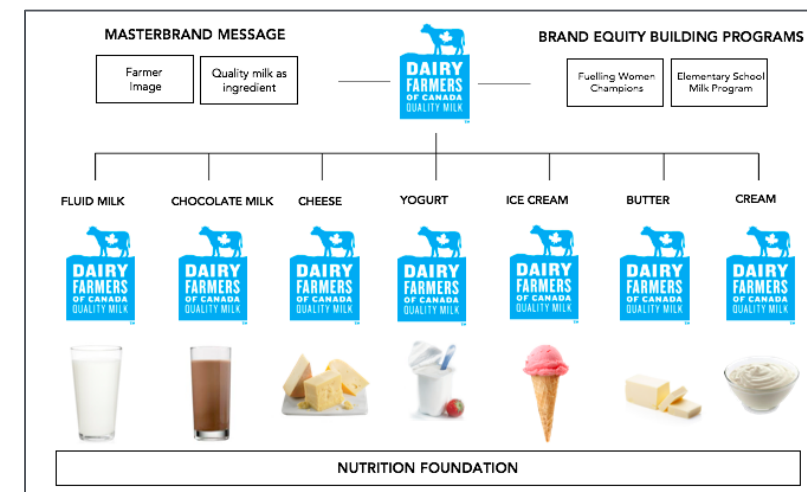 MASTERBRAND MESSAGE
Farmer
Image
Quality milk as
ingredient
DAIRY
FARMERS
OF CANADA
QUALITY MILK
BRAND EQUITY BUILDING PROGRAMS
Fuelling Women
Champions
Elementary School
Milk Program
FLUID MILK
CHOCOLATE MILK
CHEESE
YOGURT
ICE CREAM
BUTTER
CREAM
DAIRY
FARMERS
OF CANADA
QUALITY MILK
DAIRY
FARMERS
OF CANADA
QUALITY MILK
DAIRY
FARMERS
OF CANADA
QUALITY MILK
DAIRY
FARMERS
OF CANADA
QUALITY MILK
DAIRY
FARMERS
OF CANADA
QUALITY MILK
DAIRY
FARMERS
OF CANADA
QUALITY MILK
DAIRY
FARMERS
OF CANADA
QUALITY MILK
NUTRITION FOUNDATION